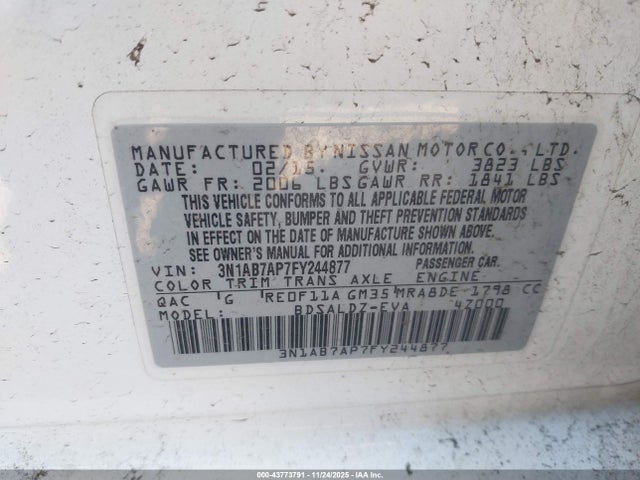 MANUFACTURED BY NISSAN MOTOR CO., LTD.
DATE: 02/15. GVWR: 3823 LBS
GAWR FR: 2006 LBS GAWR RR: 1841 LBS
THIS VEHICLE CONFORMS TO ALL APPLICABLE FEDERAL MOTOR
VEHICLE SAFETY, BUMPER AND THEFT PREVENTION STANDARDS
IN EFFECT ON THE DATE OF MANUFACTURE SHOWN ABOVE.
SEE OWNER'S MANUAL FOR ADDITIONAL INFORMATION.
VIN: 3N1AB7AP7FY244877 PASSENGER CAR.
COLOR TRIM TRANS AXLE ENGINE
QAC G RE0F11A GM35 MRA8DE 1798 CC
MODEL: BDSALDZ-EVA 47000
3N1AB7AP7FY244877
000-43773791 - 11/24/2025 - IAAI.COM